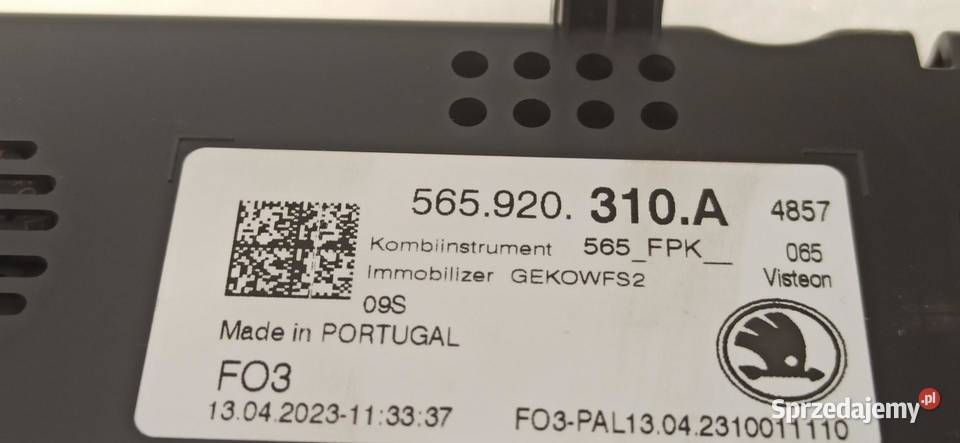 565.920. 310.A 4857
Kombiinstrument 565_FPK__ 065
Immobilizer GEKOWFS2 Visteon
09S
Made in PORTUGAL
FO3
13.04.2023-11:33:37 FO3-PAL13.04.2310011110
Sprzedajemy.pl